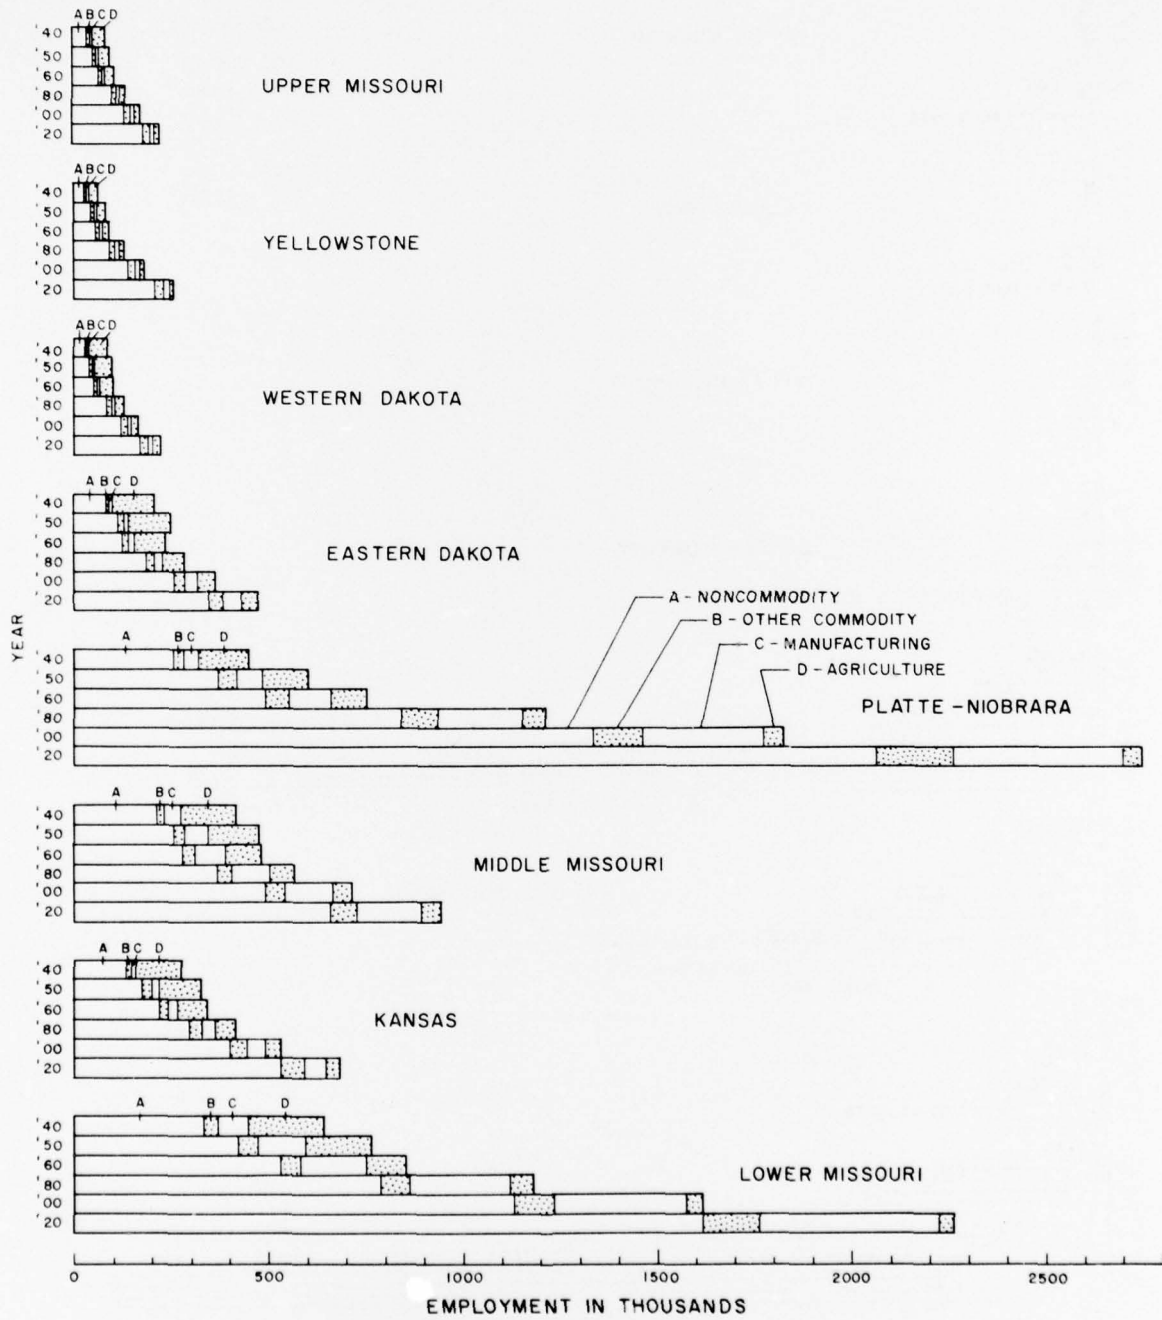 A B C D
'40
'50
'60
'80
'00
'20
UPPER MISSOURI
A B C D
'40
'50
'60
'80
'00
'20
YELLOWSTONE
A B C D
'40
'50
'60
'80
'00
'20
WESTERN DAKOTA
A B C D
'40
'50
'60
'80
'00
'20
EASTERN DAKOTA
YEAR
A - NONCOMMODITY
B - OTHER COMMODITY
C - MANUFACTURING
D - AGRICULTURE
A B C D
'40
'50
'60
'80
'00
'20
PLATTE - NIOBRARA
A B C D
'40
'50
'60
'80
'00
'20
MIDDLE MISSOURI
A B C D
'40
'50
'60
'80
'00
'20
KANSAS
A B C D
'40
'50
'60
'80
'00
'20
LOWER MISSOURI
0 500 1000 1500 2000 2500
EMPLOYMENT IN THOUSANDS